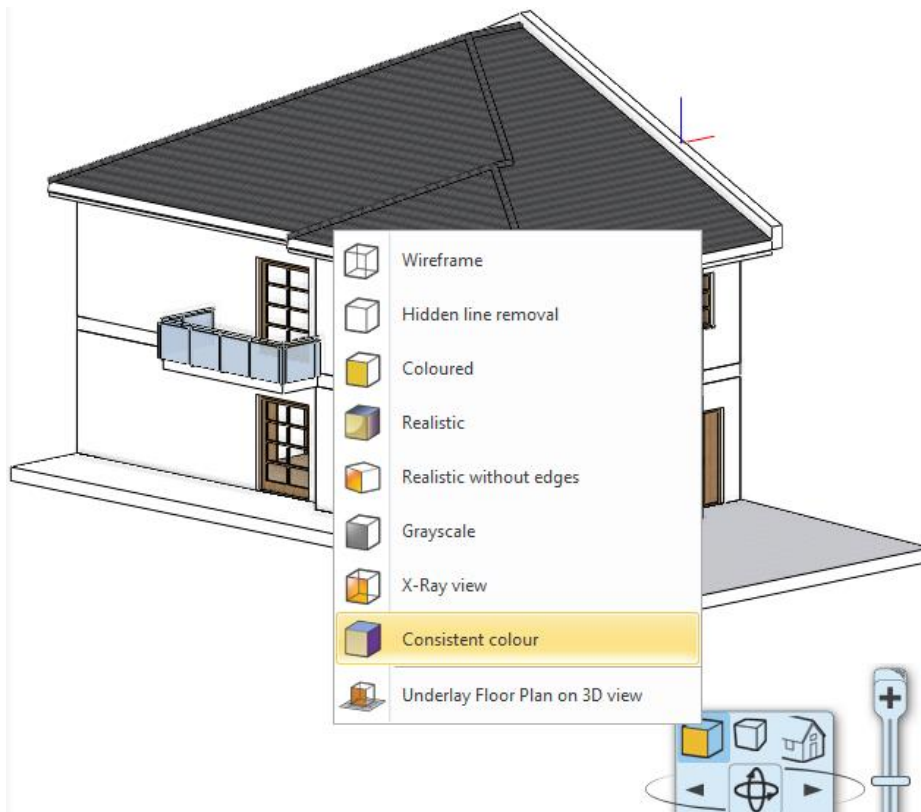 Wireframe
Hidden line removal
Coloured
Realistic
Realistic without edges
Grayscale
X-Ray view
Consistent colour
Underlay Floor Plan on 3D view